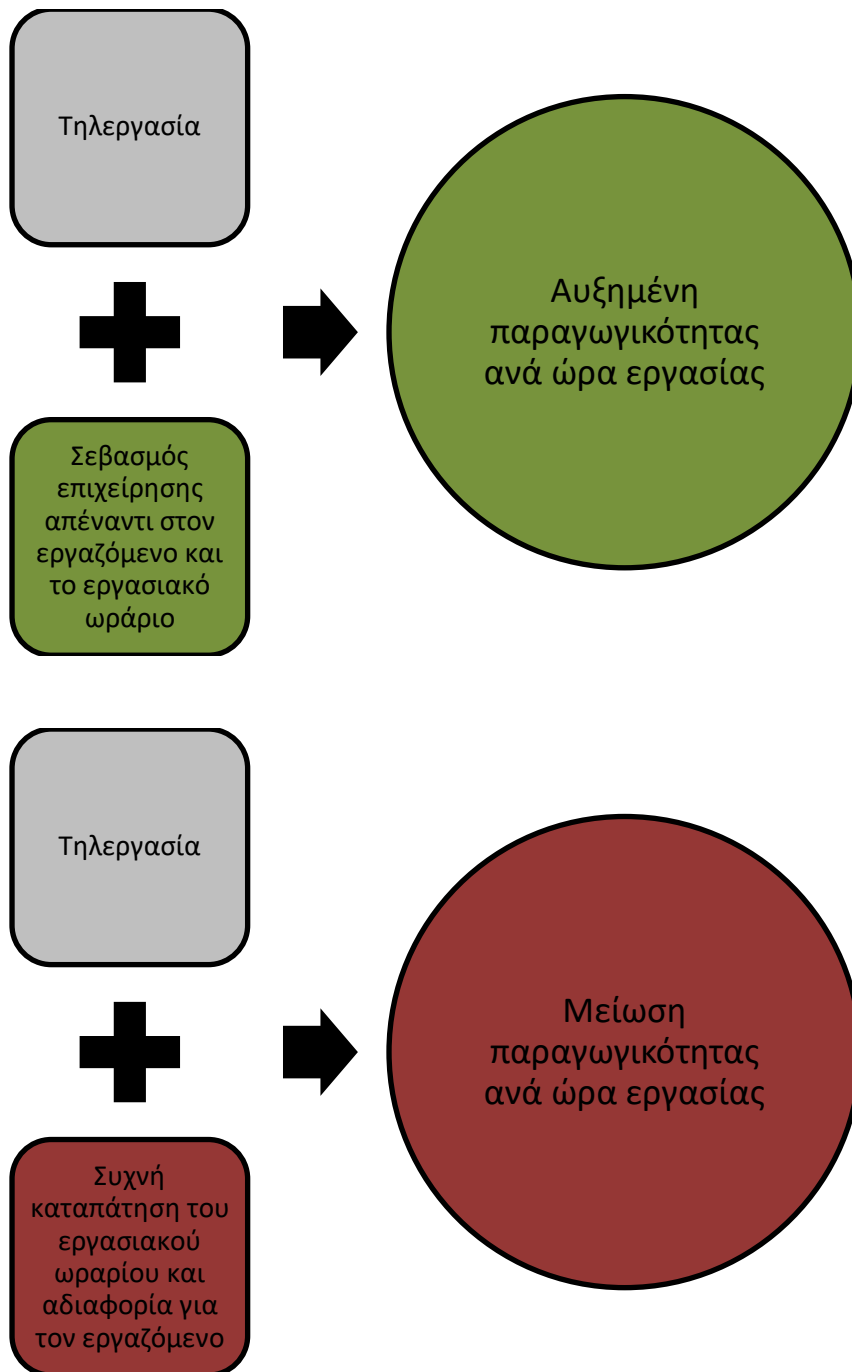 Τηλεργασία
Σεβασμός
επιχείρησης
απέναντι στον
εργαζόμενο και
το εργασιακό
ωράριο
Αυξημένη
παραγωγικότητας
ανά ώρα εργασίας
Τηλεργασία
Συχνή
καταπάτηση του
εργασιακού
ωραρίου και
αδιαφορία για
τον εργαζόμενο
Μείωση
παραγωγικότητας
ανά ώρα εργασίας